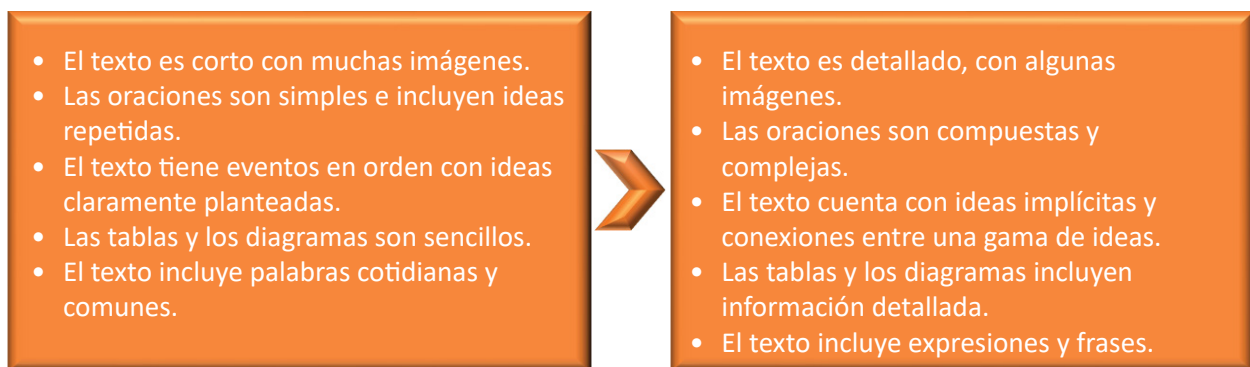 • El texto es corto con muchas imágenes.
• Las oraciones son simples e incluyen ideas
repetidas.
• El texto tiene eventos en orden con ideas
claramente planteadas.
• Las tablas y los diagramas son sencillos.
• El texto incluye palabras cotidianas y
comunes.
• El texto es detallado, con algunas
imágenes.
• Las oraciones son compuestas y
complejas.
• El texto cuenta con ideas implícitas y
conexiones entre una gama de ideas.
• Las tablas y los diagramas incluyen
información detallada.
• El texto incluye expresiones y frases.